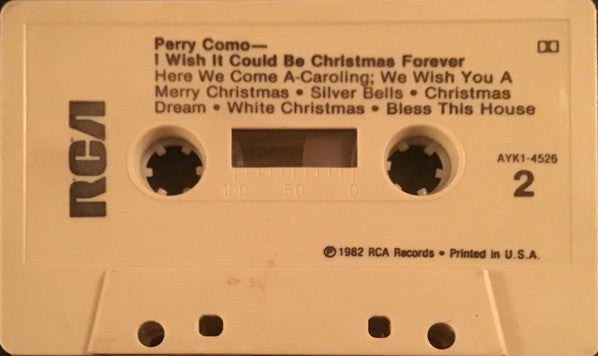 Perry Como—
I Wish It Could Be Christmas Forever
Here We Come A-Caroling; We Wish You A
Merry Christmas • Silver Bells • Christmas
Dream • White Christmas • Bless This House
RCA
100 50 0
AYK1-4526
2
℗ 1982 RCA Records • Printed in U.S.A.